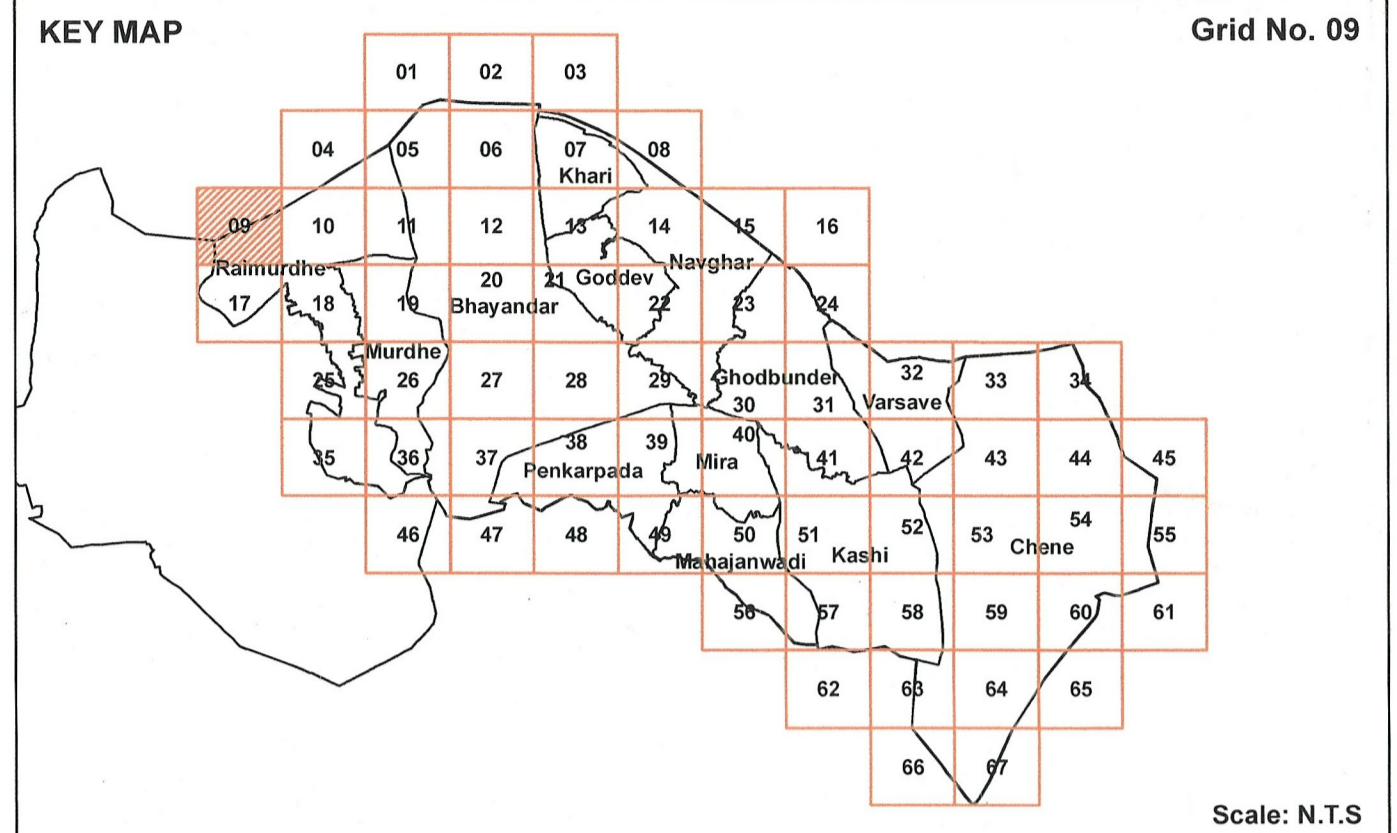 KEY MAP Grid No. 09
01 02 03
04 05 06 07 08
Khari
09 10 11 12 13 14 15 16
Raimurdhe Navghar
17 18 19 20 21 Goddev 22 23 24
Bhayandar
Murdhe
25 26 27 28 29 Ghodbunder 32 33 34
30 31 Varsave
35 36 37 38 39 40 41 42 43 44 45
Penkarpada Mira
46 47 48 49 50 51 52 53 54 55
Mahajanwadi Kashi Chene
56 57 58 59 60 61
62 63 64 65
66 67
Scale: N.T.S